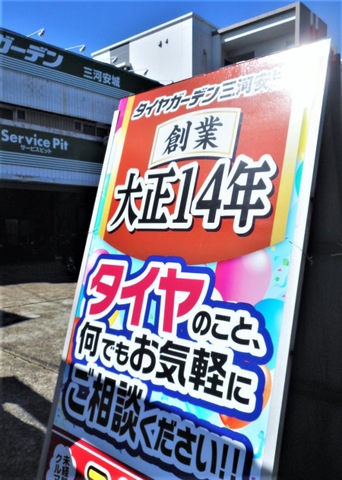 ガーデン
三河安城
Service Pit
サービスピット
タイヤガーデン三河安
創業
大正14年
タイヤのこと、
何でもお気軽に
ご相談ください!!!